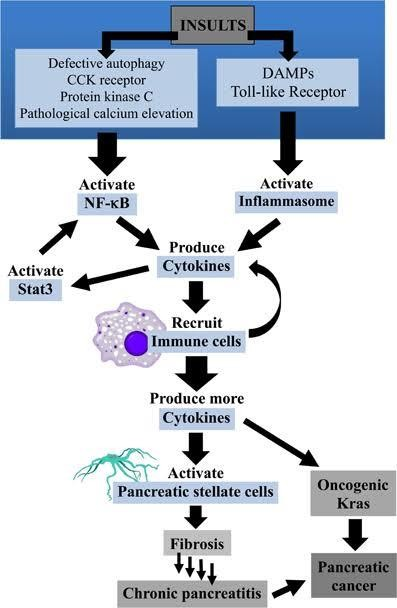 INSULTS
Defective autophagy
CCK receptor
Protein kinase C
Pathological calcium elevation
DAMPs
Toll-like Receptor
Activate
NF-κB
Activate
Inflammasome
Produce
Cytokines
Activate
Stat3
Recruit
Immune cells
Produce more
Cytokines
Activate
Pancreatic stellate cells
Oncogenic
Kras
Fibrosis
Pancreatic
cancer
Chronic pancreatitis